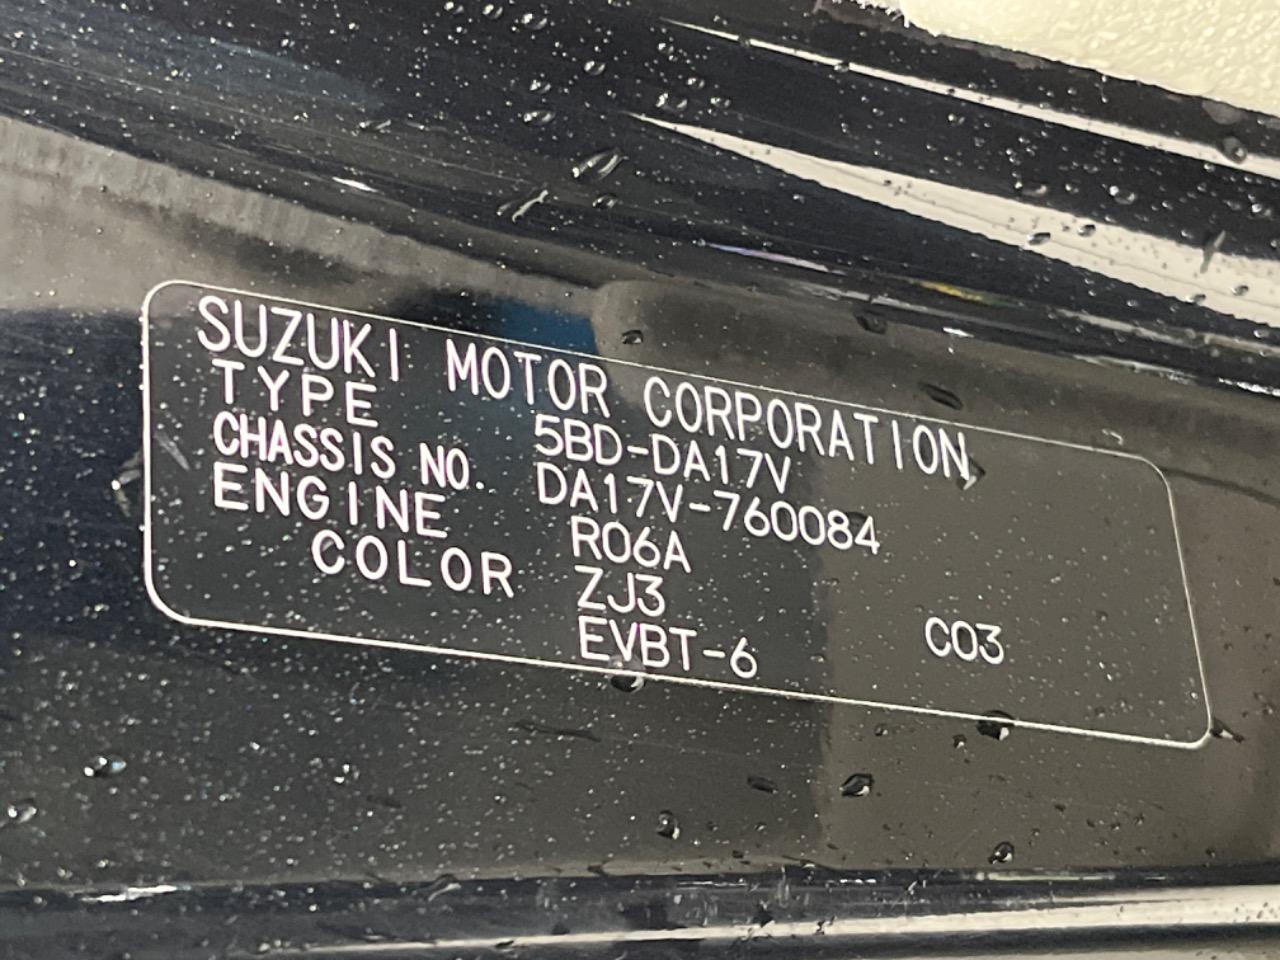 SUZUKI MOTOR CORPORATION
TYPE 5BD-DA17V
CHASSIS NO. DA17V-760084
ENGINE R06A
COLOR ZJ3
EVBT-6 C03